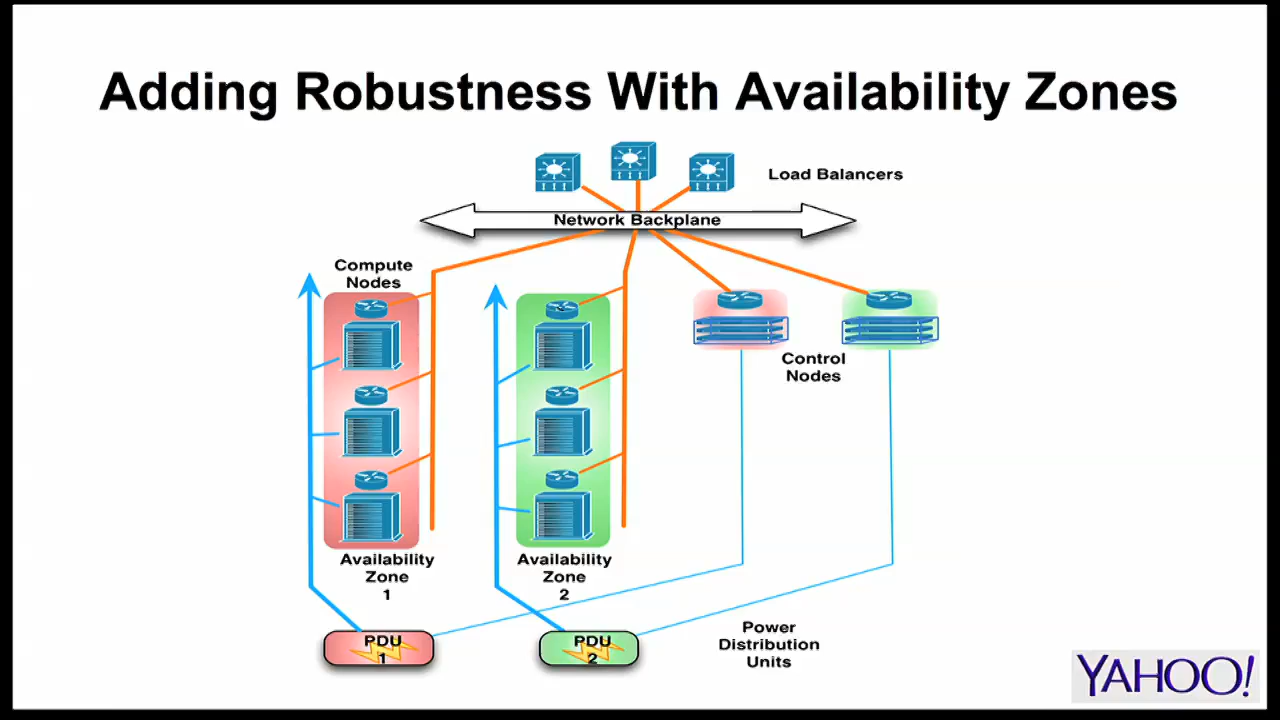 Adding Robustness With Availability Zones
Load Balancers
Network Backplane
Compute
Nodes
Control
Nodes
Availability
Zone
1
Availability
Zone
2
PDU
1
PDU
2
Power
Distribution
Units
YAHOO!